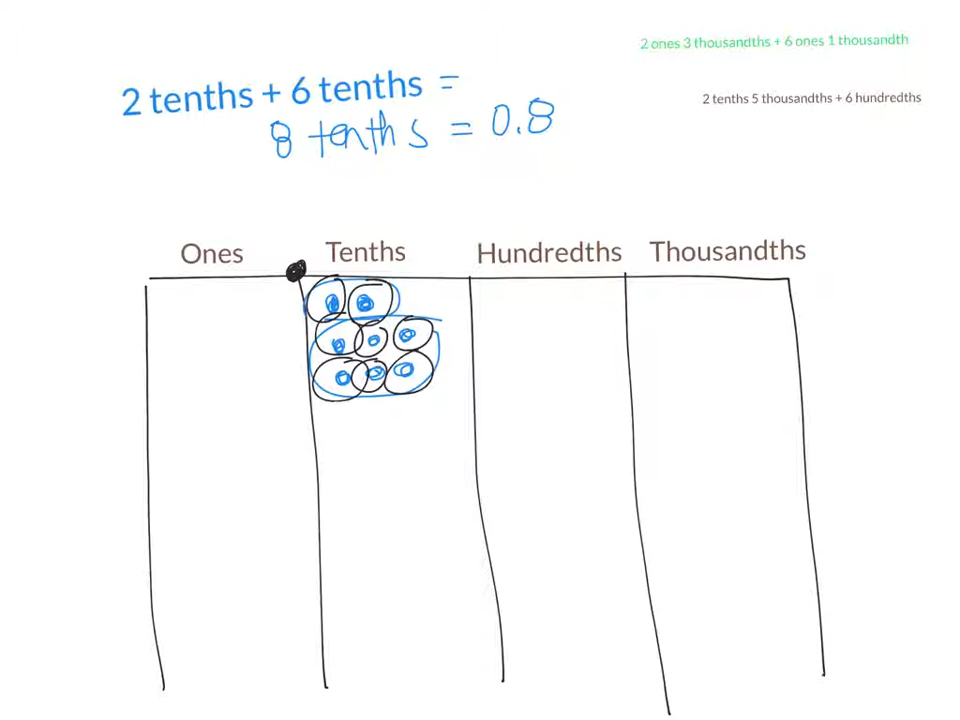 2 ones 3 thousandths + 6 ones 1 thousandth
2 tenths + 6 tenths =
2 tenths 5 thousandths + 6 hundredths
8 tenths = 0.8
Ones Tenths Hundredths Thousandths